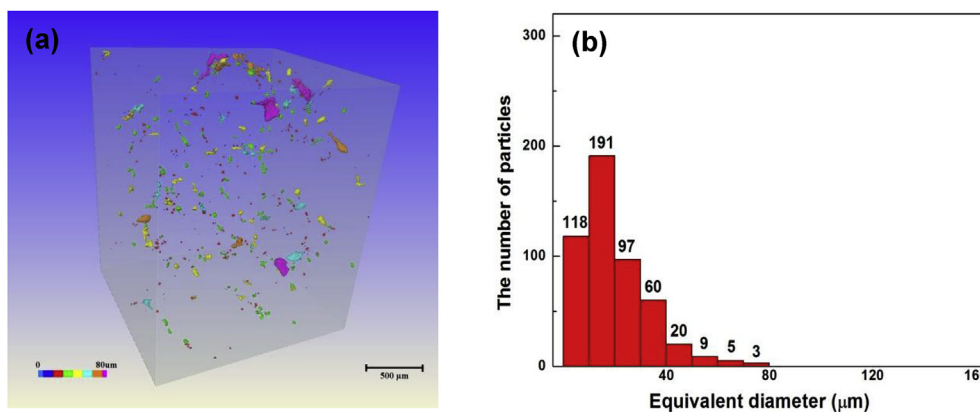 (a)
0
80um
500 μm
(b)
The number of particles
300
200
100
0
118
191
97
60
20
9
5
3
40
80
120
16
Equivalent diameter (μm)